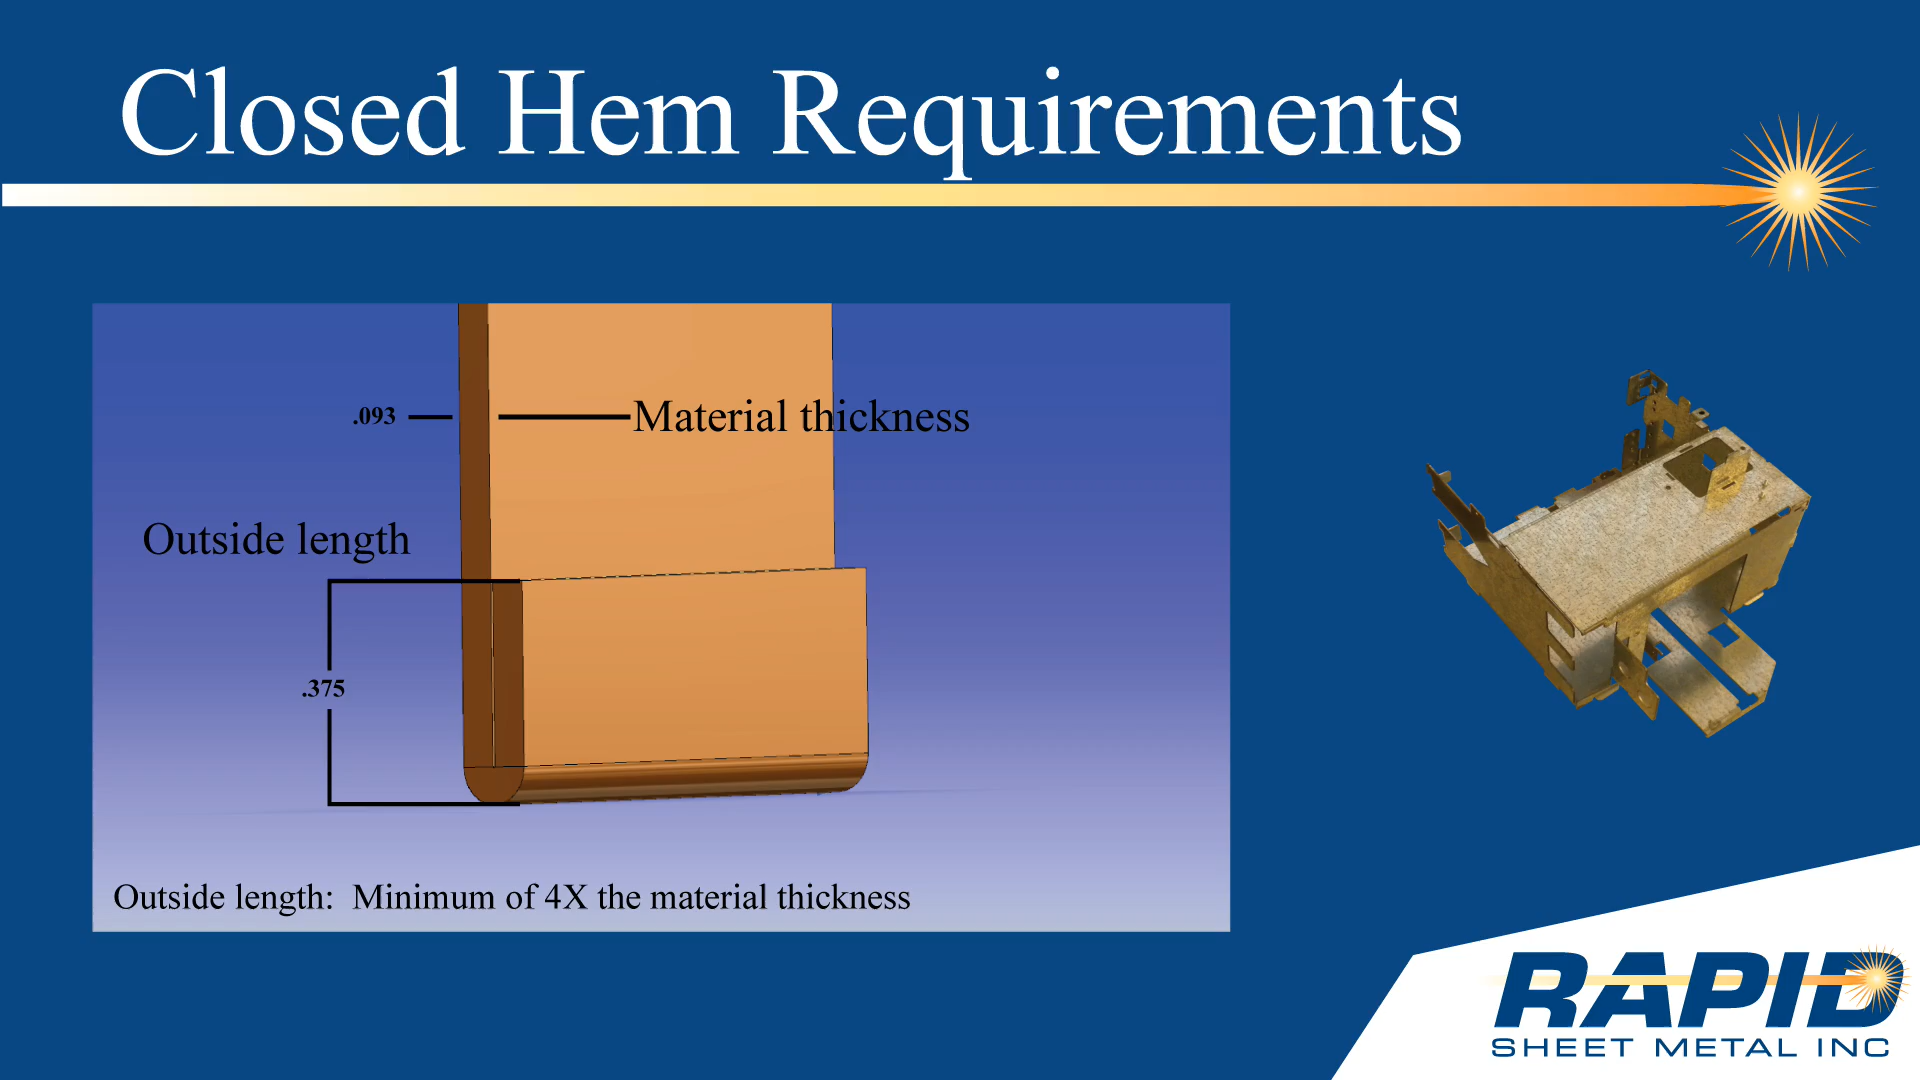 Closed Hem Requirements
.093
Material thickness
Outside length
.375
Outside length:  Minimum of 4X the material thickness
RAPID
SHEET METAL INC